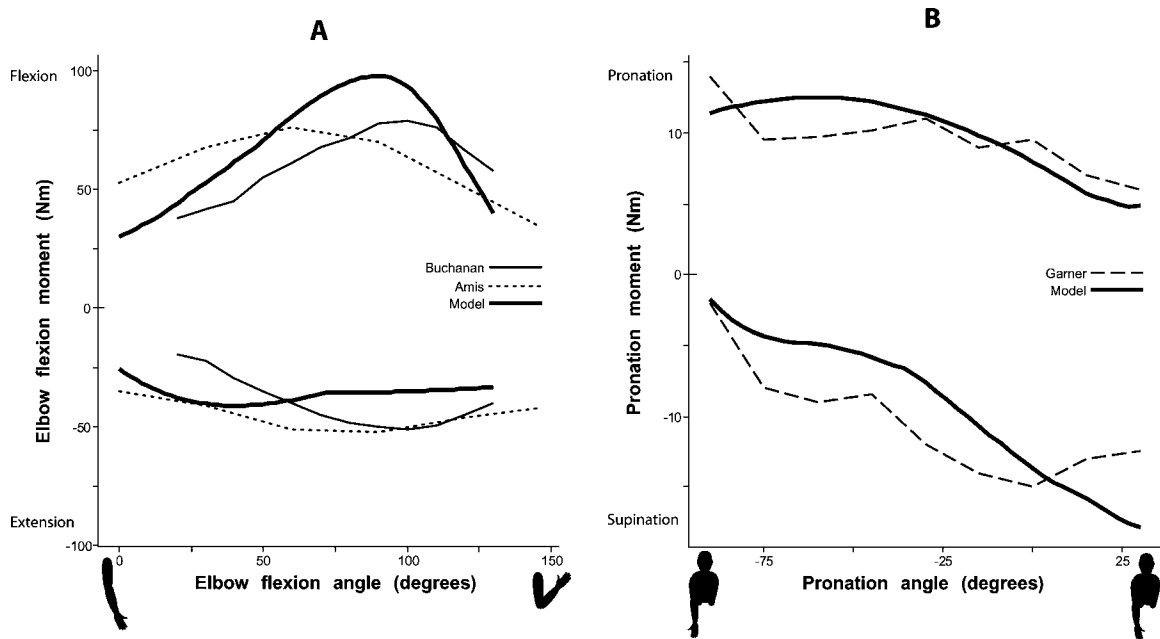 A
Flexion
100
50
0
-50
Extension
-100
Elbow flexion moment (Nm)
Buchanan
Amis
Model
0 50 100 150
Elbow flexion angle (degrees)
B
Pronation
10
0
-10
Supination
Pronation moment (Nm)
Garner
Model
-75 -25 25
Pronation angle (degrees)